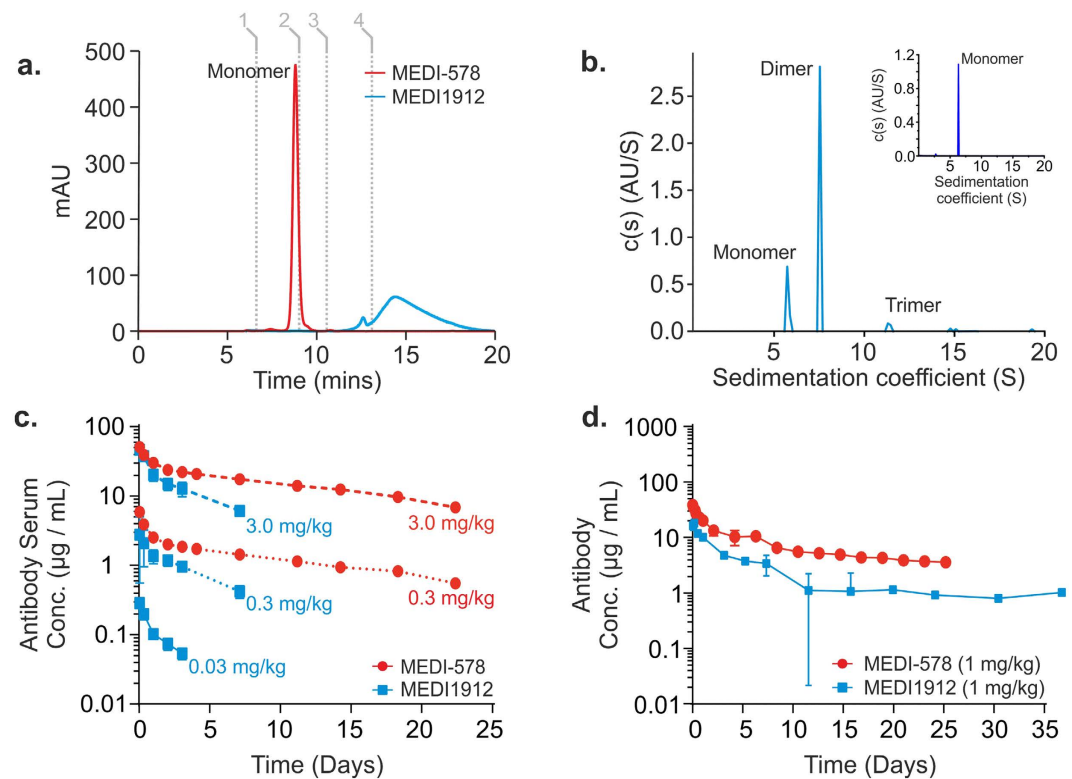 a.
1 2 3 4
500
400
300
200
100
0
mAU
Monomer
MEDI-578
MEDI1912
0 5 10 15 20
Time (mins)
b.
2.5
2.0
1.5
1.0
0.5
0.0
c(s) (AU/S)
Monomer
Dimer
Trimer
5 10 15 20
Sedimentation coefficient (S)
1.2
0.8
0.4
0.0
c(s) (AU/S)
Monomer
5 10 15 20
Sedimentation
coefficient (S)
c.
100
10
1
0.1
0.01
Antibody Serum
Conc. (µg / mL)
3.0 mg/kg
3.0 mg/kg
0.3 mg/kg
0.3 mg/kg
0.03 mg/kg
MEDI-578
MEDI1912
0 5 10 15 20 25
Time (Days)
d.
1000
100
10
1
0.1
0.01
Antibody
Conc. (µg / mL)
MEDI-578 (1 mg/kg)
MEDI1912 (1 mg/kg)
0 5 10 15 20 25 30 35
Time (Days)